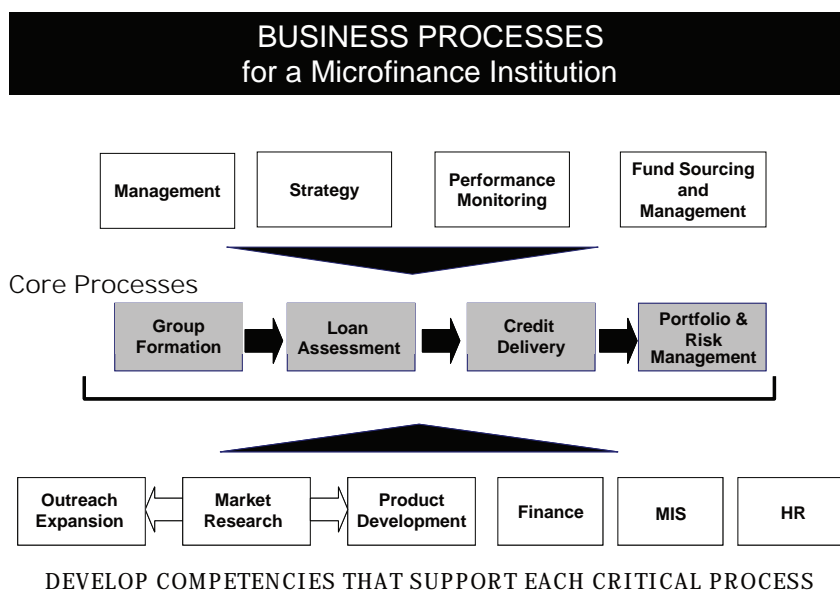 BUSINESS PROCESSES
for a Microfinance Institution
Management
Strategy
Performance
Monitoring
Fund Sourcing
and
Management
Core Processes
Group
Formation
Loan
Assessment
Credit
Delivery
Portfolio &
Risk
Management
Outreach
Expansion
Market
Research
Product
Development
Finance
MIS
HR
DEVELOP COMPETENCIES THAT SUPPORT EACH CRITICAL PROCESS